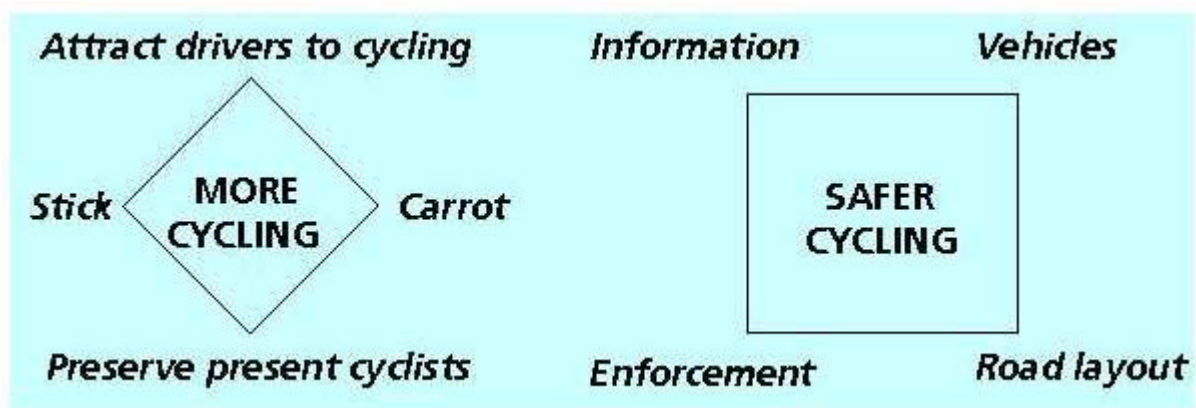 Attract drivers to cycling
Stick
MORE
CYCLING
Carrot
Preserve present cyclists
Information
Vehicles
SAFER
CYCLING
Enforcement
Road layout